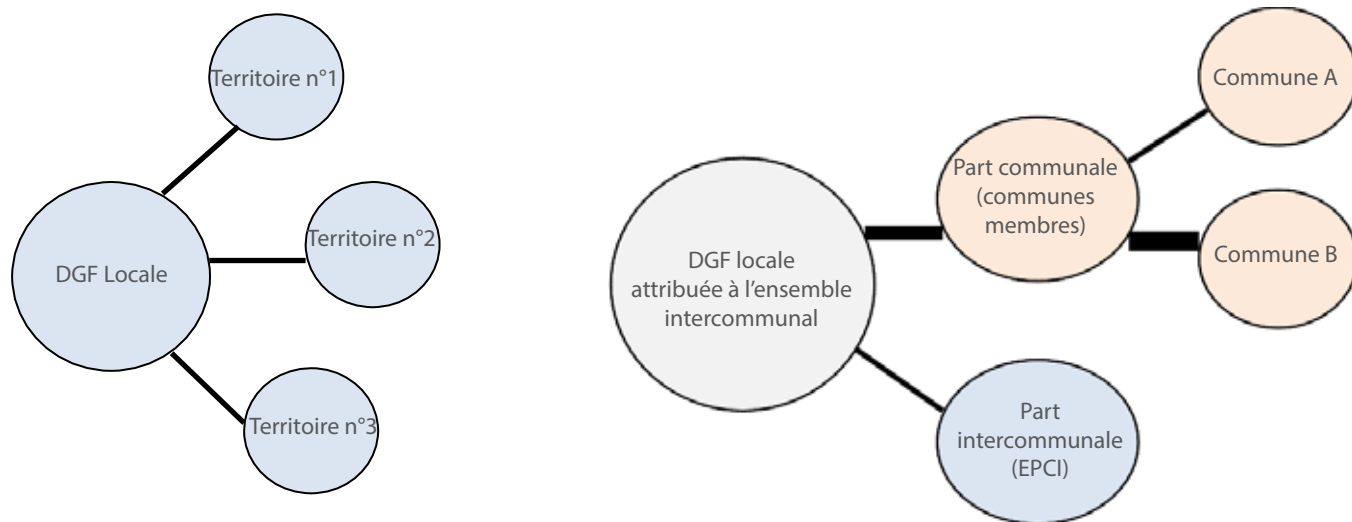 Territoire n°1
Territoire n°2
DGF Locale
Territoire n°3
Commune A
Part communale
(communes
membres)
Commune B
DGF locale
attribuée à l’ensemble
intercommunal
Part
intercommunale
(EPCI)